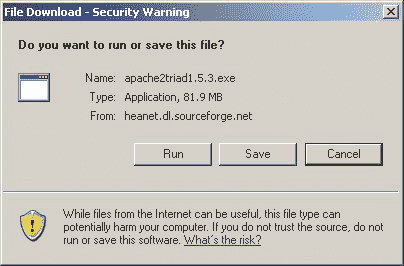 File Download - Security Warning
Do you want to run or save this file?
Name: apache2triad1.5.3.exe
Type: Application, 81.9 MB
From: heanet.dl.sourceforge.net
Run Save Cancel
While files from the Internet can be useful, this file type can
potentially harm your computer. If you do not trust the source, do not
run or save this software. What's the risk?